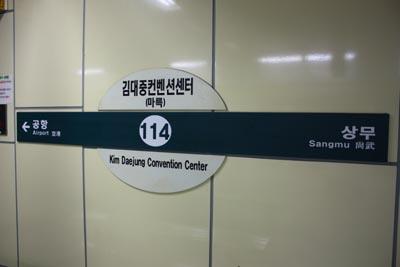 김대중컨벤션센터
(마륵)
← 공항
Airport 空港
114
상무
Sangmu 尙武
Kim Daejung Convention Center